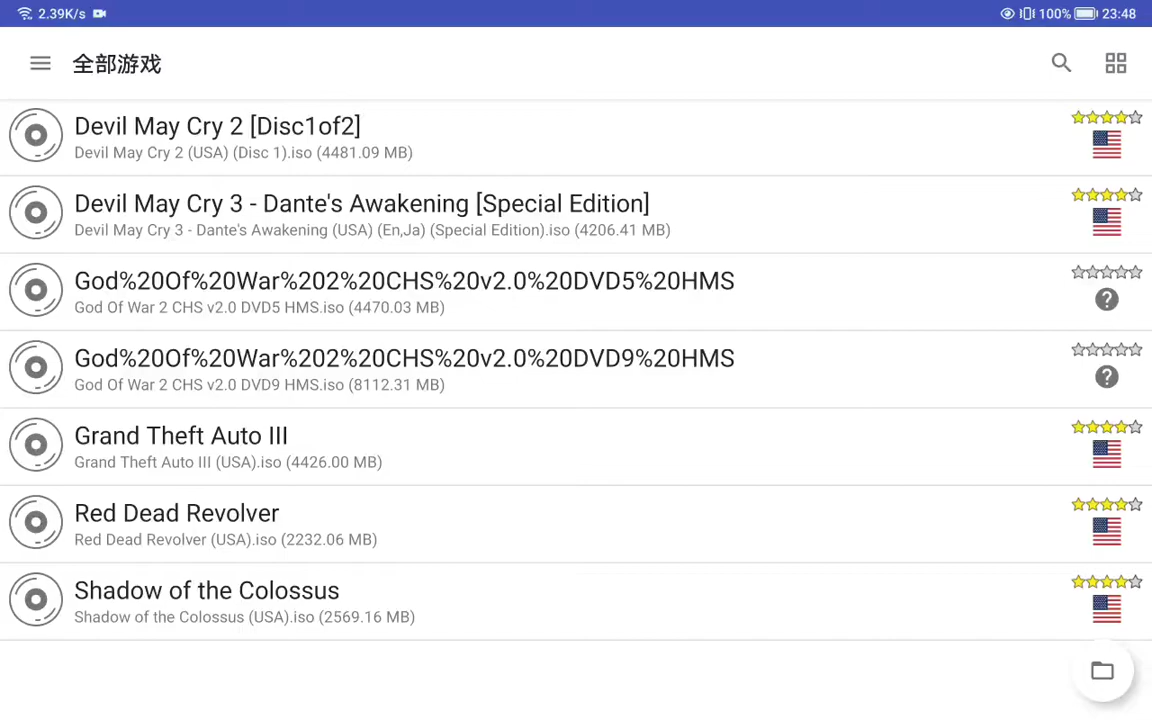 2.39K/s
100% 23:48
全部游戏
Devil May Cry 2 [Disc1of2]
Devil May Cry 2 (USA) (Disc 1).iso (4481.09 MB)
Devil May Cry 3 - Dante's Awakening [Special Edition]
Devil May Cry 3 - Dante's Awakening (USA) (En,Ja) (Special Edition).iso (4206.41 MB)
God%20Of%20War%202%20CHS%20v2.0%20DVD5%20HMS
God Of War 2 CHS v2.0 DVD5 HMS.iso (4470.03 MB)
God%20Of%20War%202%20CHS%20v2.0%20DVD9%20HMS
God Of War 2 CHS v2.0 DVD9 HMS.iso (8112.31 MB)
Grand Theft Auto III
Grand Theft Auto III (USA).iso (4426.00 MB)
Red Dead Revolver
Red Dead Revolver (USA).iso (2232.06 MB)
Shadow of the Colossus
Shadow of the Colossus (USA).iso (2569.16 MB)